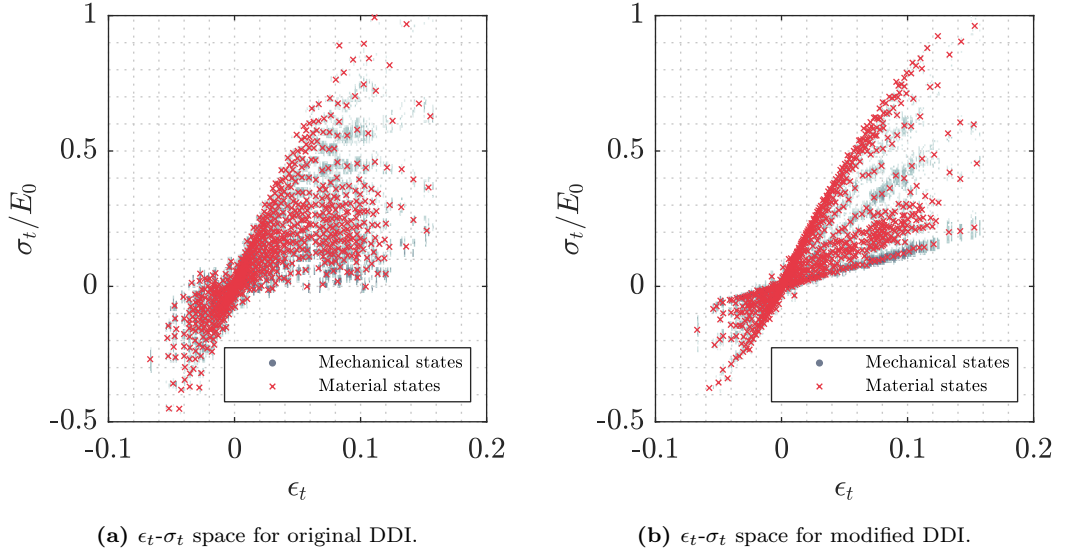 1
0.5
0
-0.5
-0.1
0
0.1
0.2
σ_t/E_0
ϵ_t
Mechanical states
Material states
(a) ϵ_t-σ_t space for original DDI.
1
0.5
0
-0.5
-0.1
0
0.1
0.2
σ_t/E_0
ϵ_t
Mechanical states
Material states
(b) ϵ_t-σ_t space for modified DDI.